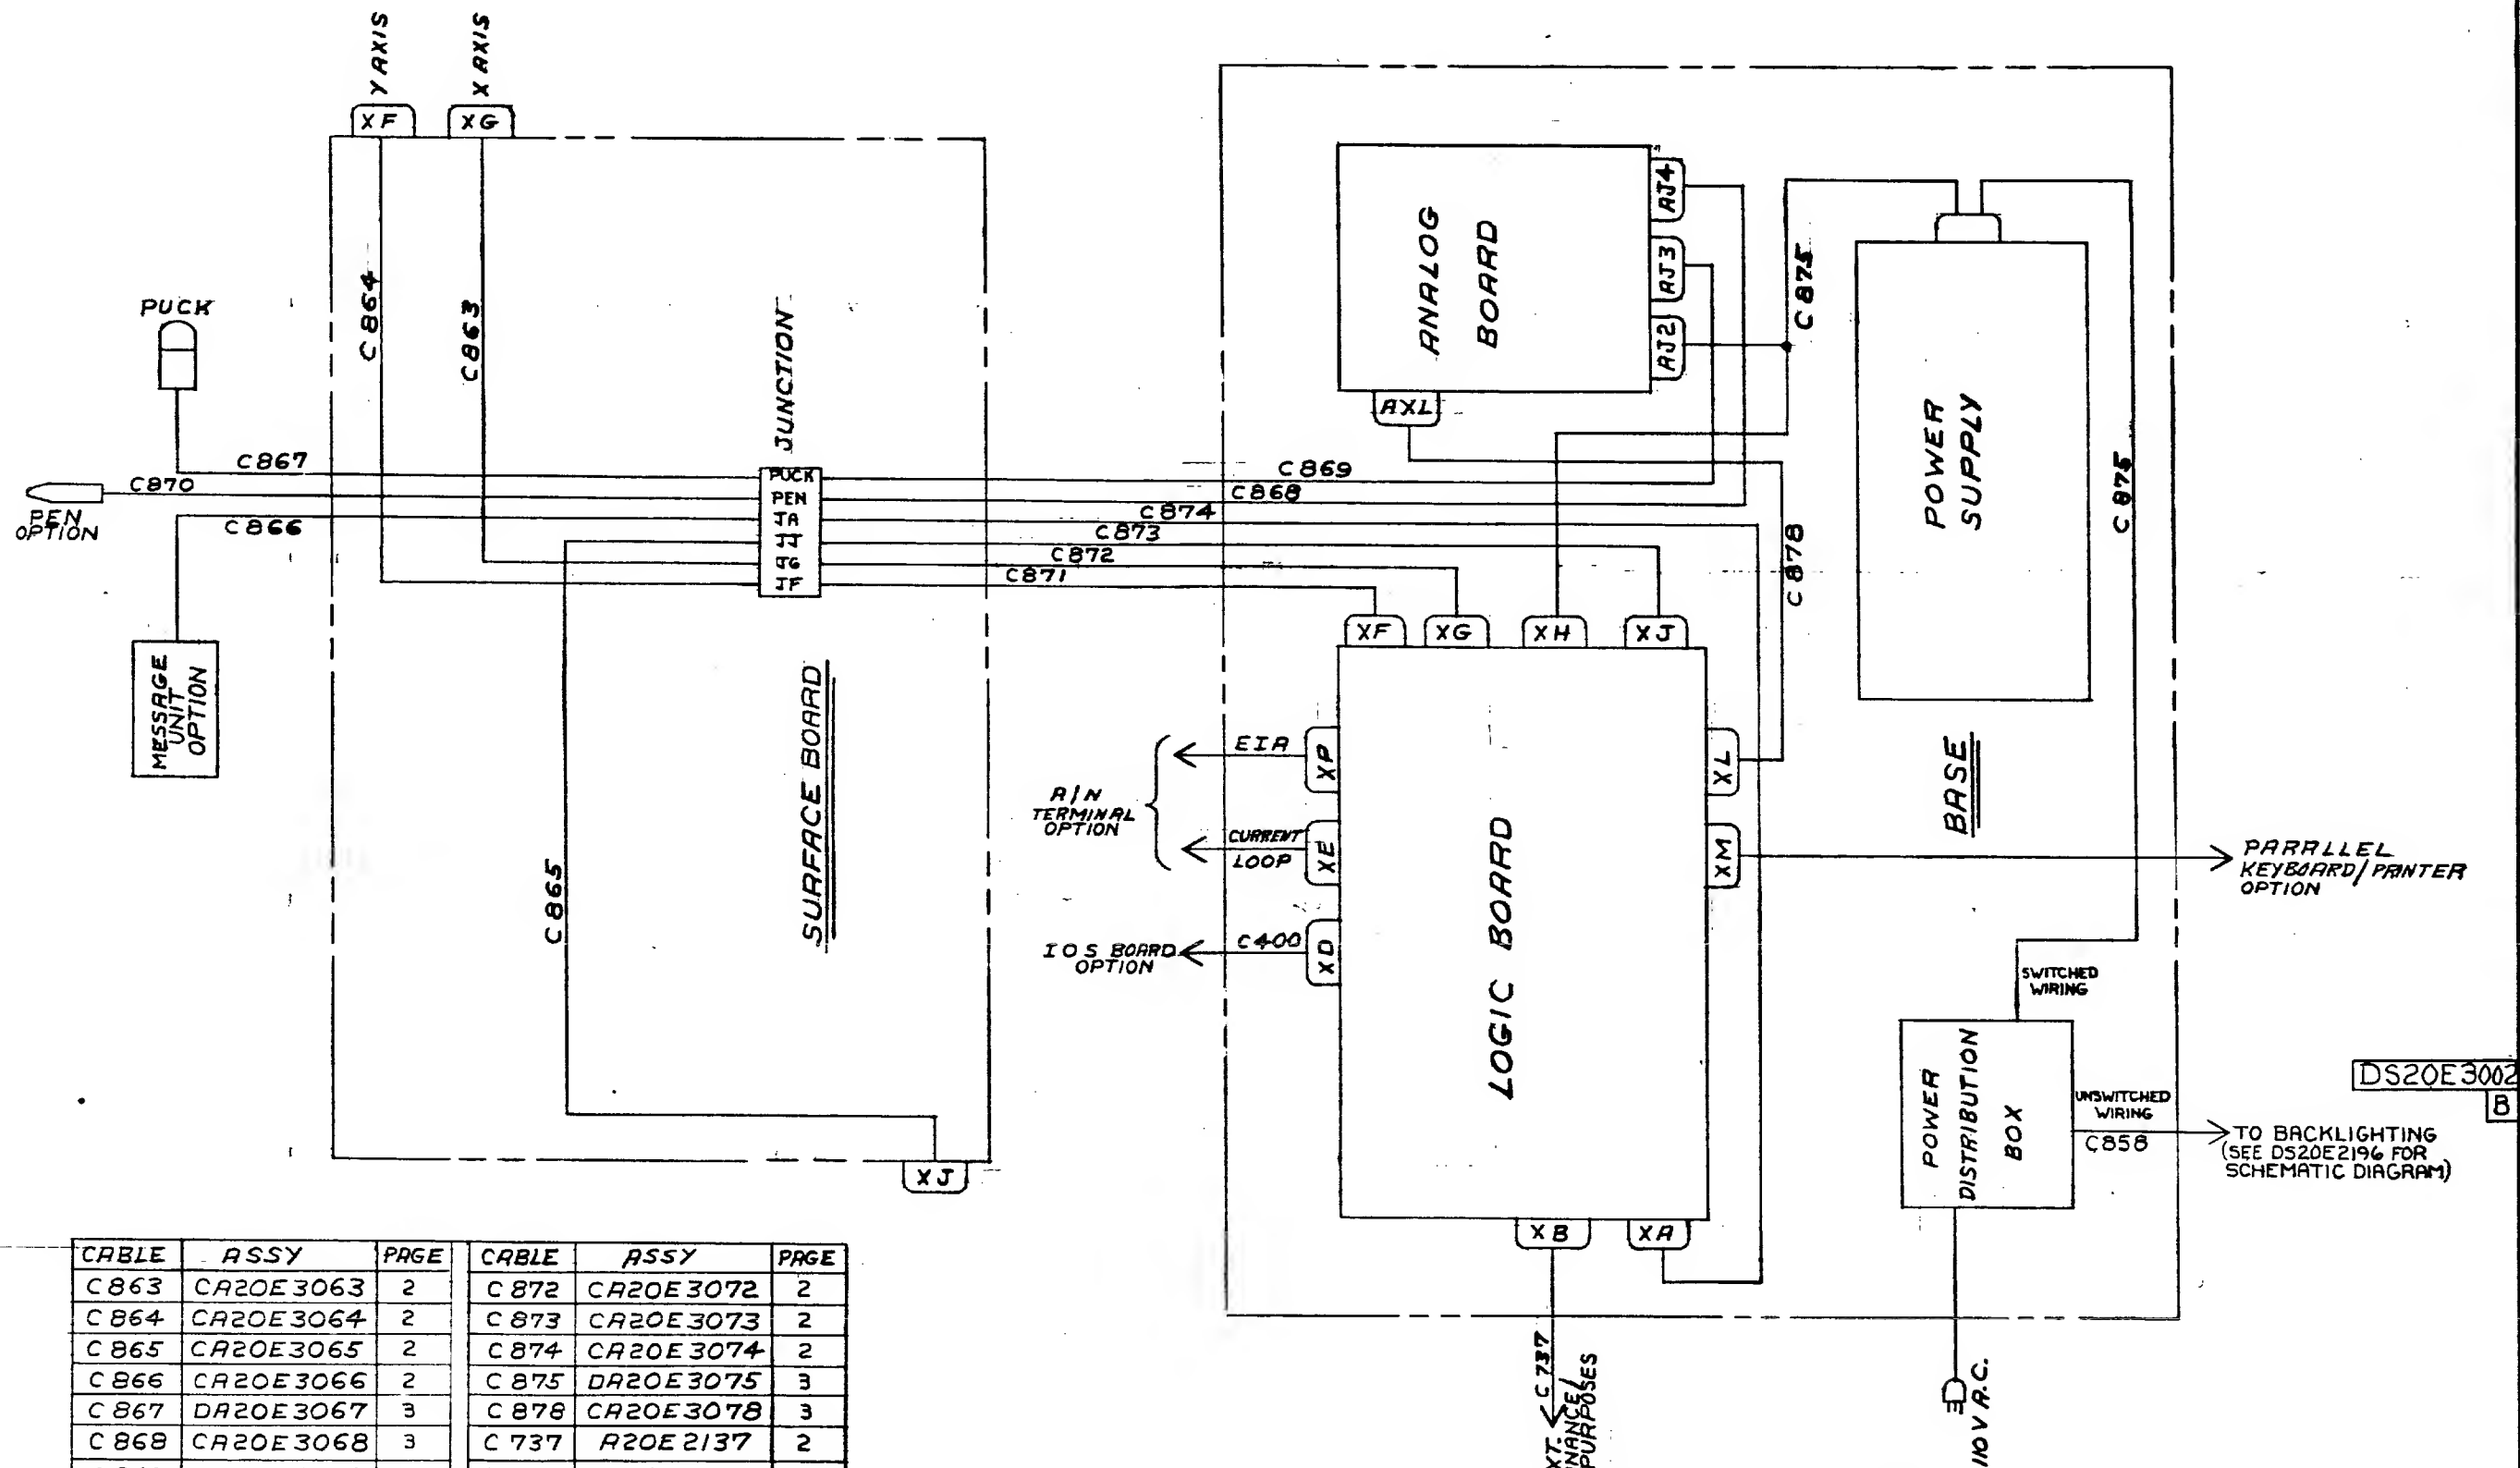 Y AXIS
X AXIS
XF
XG
C864
C863
PUCK
JUNCTION
C867
C870
PEN
OPTION
C866
PUCK
PEN
JA
JJ
JG
JF
C869
C868
C874
C873
C872
C871
MESSAGE
UNIT
OPTION
SURFACE BOARD
C865
XJ
ANALOG
BOARD
AJ4
AJ3
AJ2
AXL
C875
POWER
SUPPLY
C875
C878
XF
XG
XH
XJ
EIA
XP
A/N
TERMINAL
OPTION
CURRENT
LOOP
XE
IOS BOARD
OPTION
C400
XD
LOGIC BOARD
XL
XM
BASE
PARALLEL
KEYBOARD/PRINTER
OPTION
SWITCHED
WIRING
POWER
DISTRIBUTION
BOX
UNSWITCHED
WIRING
C858
TO BACKLIGHTING
(SEE DS20E2196 FOR
SCHEMATIC DIAGRAM)
DS20E3002
B
XB
XA
C737
PURPOSES
110V A.C.
CABLE ASSY PAGE CABLE ASSY PAGE
C863 CA20E3063 2 C872 CA20E3072 2
C864 CA20E3064 2 C873 CA20E3073 2
C865 CA20E3065 2 C874 CA20E3074 2
C866 CA20E3066 2 C875 DA20E3075 3
C867 DA20E3067 3 C878 CA20E3078 3
C868 CA20E3068 3 C737 A20E2137 2